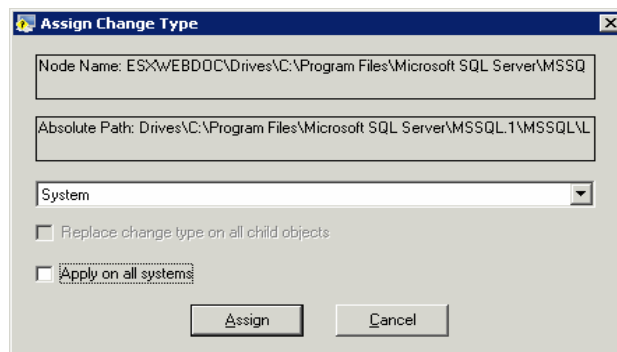 Assign Change Type
Node Name: ESXWEBDOC\Drives\C:\Program Files\Microsoft SQL Server\MSSQ
Absolute Path: Drives\C:\Program Files\Microsoft SQL Server\MSSQL.1\MSSQL\L
System
Replace change type on all child objects
Apply on all systems
Assign Cancel